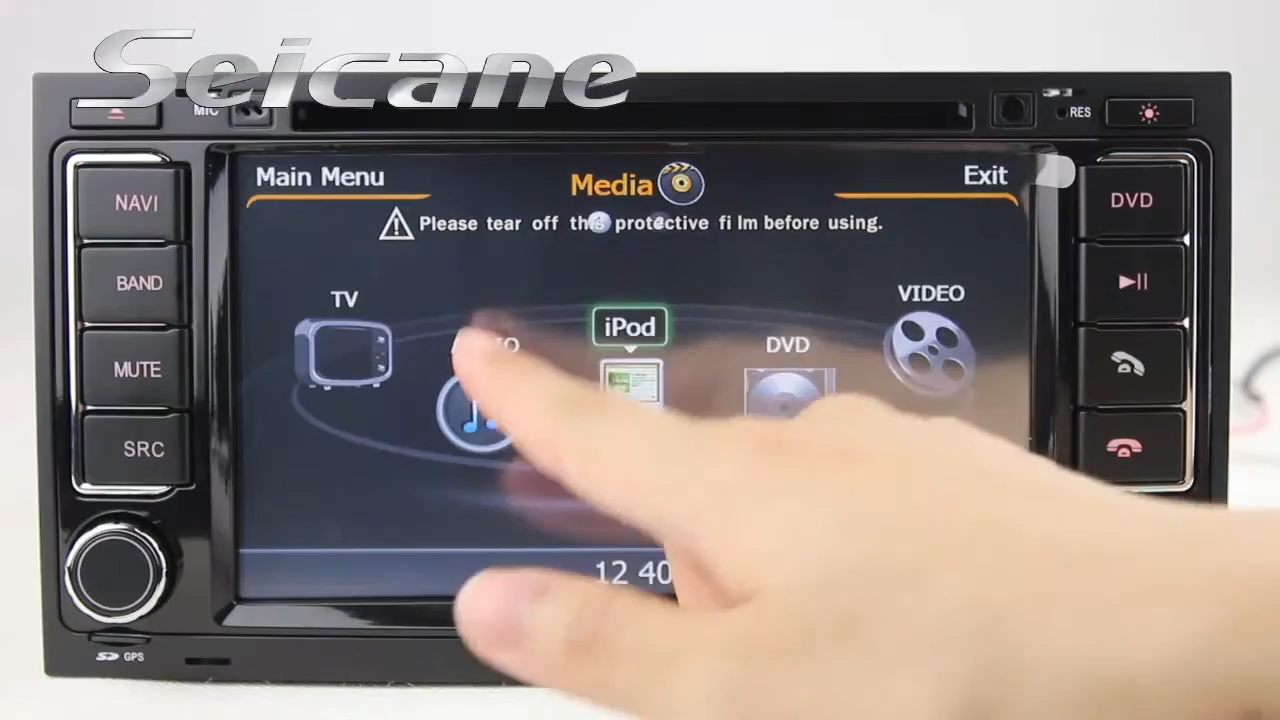 Seicane
MIC
RES
NAVI
BAND
MUTE
SRC
Main Menu
Media
Exit
Please tear off this protective film before using.
TV
iPod
DVD
VIDEO
12 40
DVD
GPS